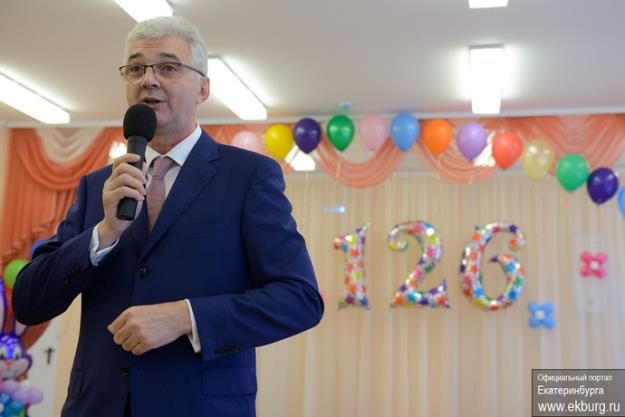 126
Официальный портал
Екатеринбурга
www.ekburg.ru